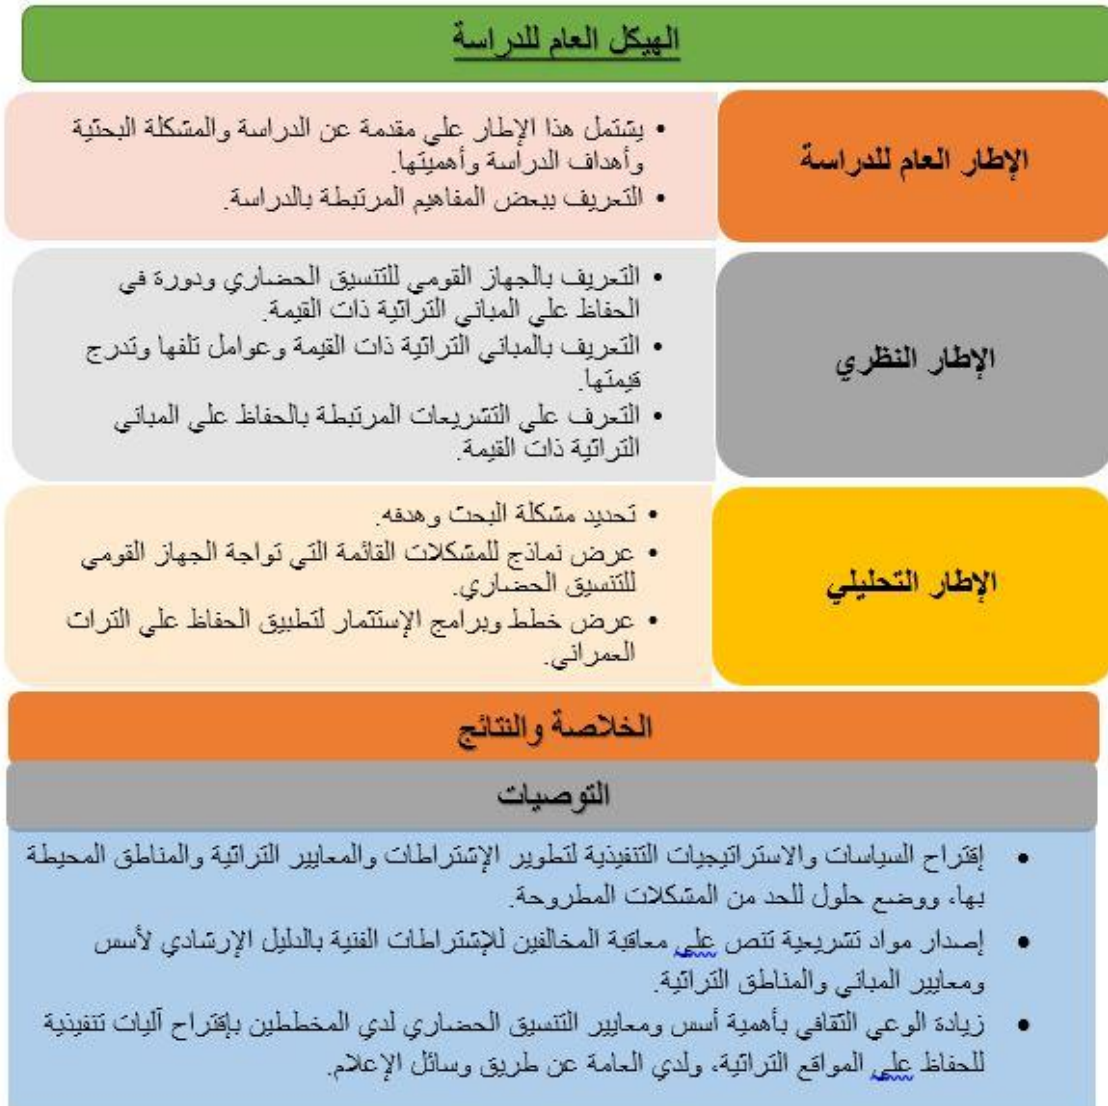 الهيكل العام للدراسة
الإطار العام للدراسة
• يشتمل هذا الإطار علي مقدمة عن الدراسة والمشكلة البحثية
وأهداف الدراسة وأهميتها.
• التعريف ببعض المفاهيم المرتبطة بالدراسة.
الإطار النظري
• التعريف بالجهاز القومي للتنسيق الحضاري ودورة في
الحفاظ علي المباني التراثية ذات القيمة.
• التعريف بالمباني التراثية ذات القيمة وعوامل تلفها وتدرج
قيمتها.
• التعرف علي التشريعات المرتبطة بالحفاظ علي المباني
التراثية ذات القيمة.
الإطار التحليلي
• تحديد مشكلة البحث وهدفه.
• عرض نماذج للمشكلات القائمة التي تواجة الجهاز القومي
للتنسيق الحضاري.
• عرض خطط وبرامج الإستثمار لتطبيق الحفاظ علي التراث
العمراني.
الخلاصة والنتائج
التوصيات
• إقتراح السياسات والاستراتيجيات التنفيذية لتطوير الإشتراطات والمعايير التراثية والمناطق المحيطة
بها، ووضع حلول للحد من المشكلات المطروحة.
• إصدار مواد تشريعية تنص علي معاقبة المخالفين للإشتراطات الفنية بالدليل الإرشادي لأسس
ومعايير المباني والمناطق التراثية.
• زيادة الوعي الثقافي بأهمية أسس ومعايير التنسيق الحضاري لدي المخططين بإقتراح آليات تنفيذية
للحفاظ علي المواقع التراثية، ولدي العامة عن طريق وسائل الإعلام.